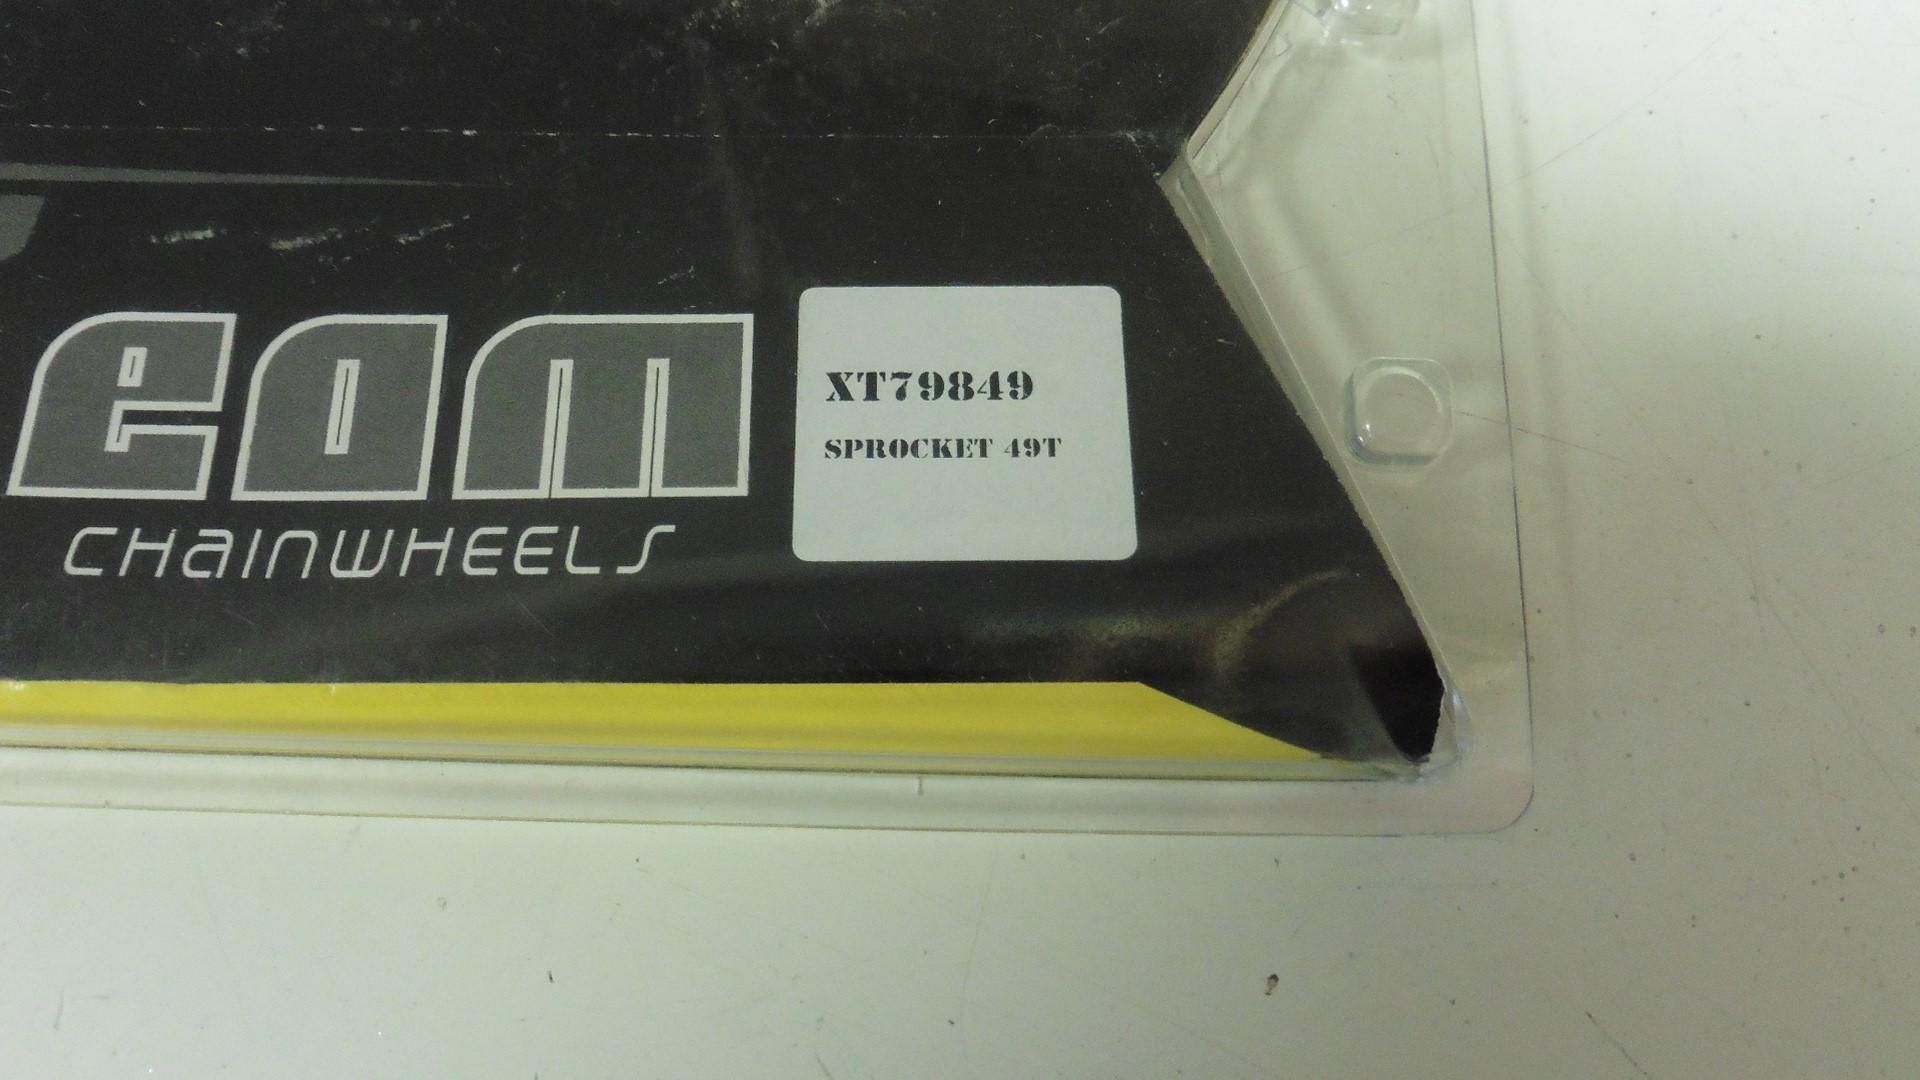 eam
CHaInWHEELS
XT79849
SPROCKET 49T